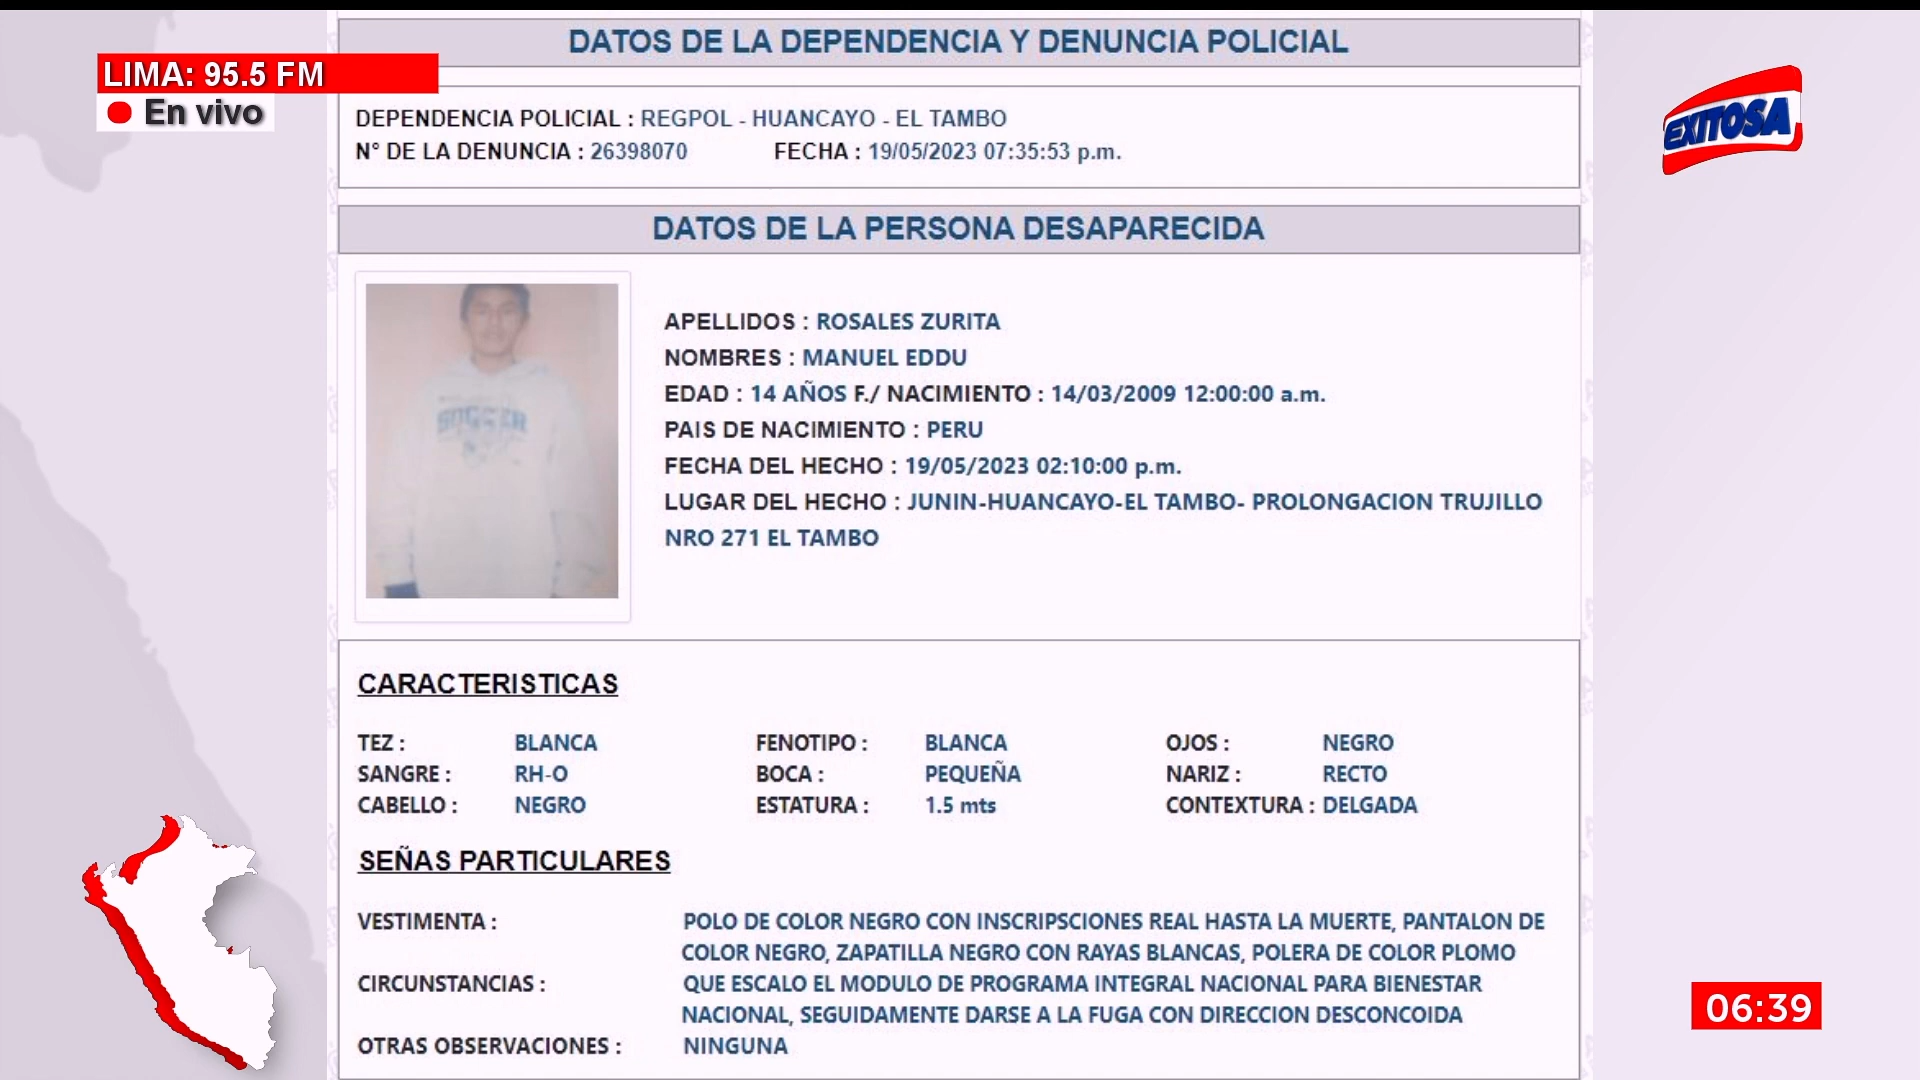 DATOS DE LA DEPENDENCIA Y DENUNCIA POLICIAL
LIMA: 95.5 FM
En vivo
EXITOSA
DEPENDENCIA POLICIAL : REGPOL - HUANCAYO - EL TAMBO
N° DE LA DENUNCIA : 26398070 FECHA : 19/05/2023 07:35:53 p.m.
DATOS DE LA PERSONA DESAPARECIDA
SOCCER
APELLIDOS : ROSALES ZURITA
NOMBRES : MANUEL EDDU
EDAD : 14 AÑOS F./ NACIMIENTO : 14/03/2009 12:00:00 a.m.
PAIS DE NACIMIENTO : PERU
FECHA DEL HECHO : 19/05/2023 02:10:00 p.m.
LUGAR DEL HECHO : JUNIN-HUANCAYO-EL TAMBO- PROLONGACION TRUJILLO
NRO 271 EL TAMBO
CARACTERISTICAS
TEZ : BLANCA FENOTIPO : BLANCA OJOS : NEGRO
SANGRE : RH-O BOCA : PEQUEÑA NARIZ : RECTO
CABELLO : NEGRO ESTATURA : 1.5 mts CONTEXTURA : DELGADA
SEÑAS PARTICULARES
VESTIMENTA : POLO DE COLOR NEGRO CON INSCRIPSCIONES REAL HASTA LA MUERTE, PANTALON DE
COLOR NEGRO, ZAPATILLA NEGRO CON RAYAS BLANCAS, POLERA DE COLOR PLOMO
CIRCUNSTANCIAS : QUE ESCALO EL MODULO DE PROGRAMA INTEGRAL NACIONAL PARA BIENESTAR
NACIONAL, SEGUIDAMENTE DARSE A LA FUGA CON DIRECCION DESCONCOIDA
OTRAS OBSERVACIONES : NINGUNA
06:39